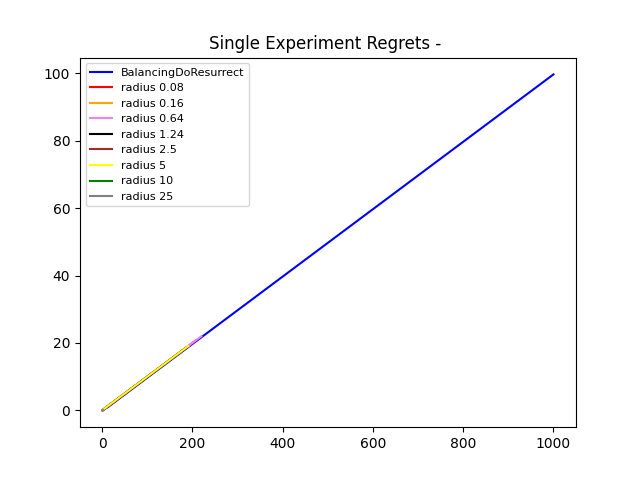 Single Experiment Regrets -
100
80
60
40
20
0
BalancingDoResurrect
radius 0.08
radius 0.16
radius 0.64
radius 1.24
radius 2.5
radius 5
radius 10
radius 25
0 200 400 600 800 1000